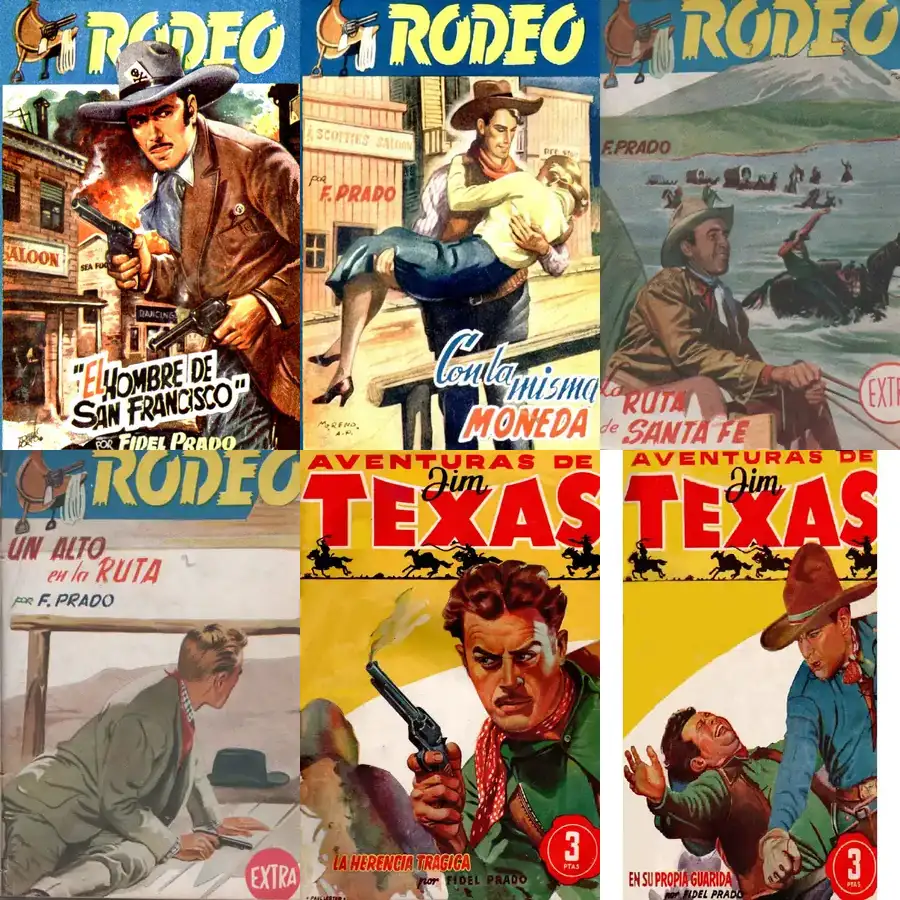 RODEO
SALOON
SEA FOO
DANCING
"EL HOMBRE DE
SAN FRANCISCO"
POR FIDEL PRADO
RODEO
SCOTTIES SALOON
POR
F. PRADO
Con la misma
MONEDA
MORENO
RODEO
F. PRADO
La
RUTA
de SANTA FE
EXTR
RODEO
UN ALTO
en la RUTA
POR F. PRADO
EXTRA
AVENTURAS DE
Jim
TEXAS
LA HERENCIA TRAGICA
por FIDEL PRADO
3
PTAS
AVENTURAS DE
Jim
TEXAS
EN SU PROPIA GUARIDA
por FIDEL PRADO
3
PTAS